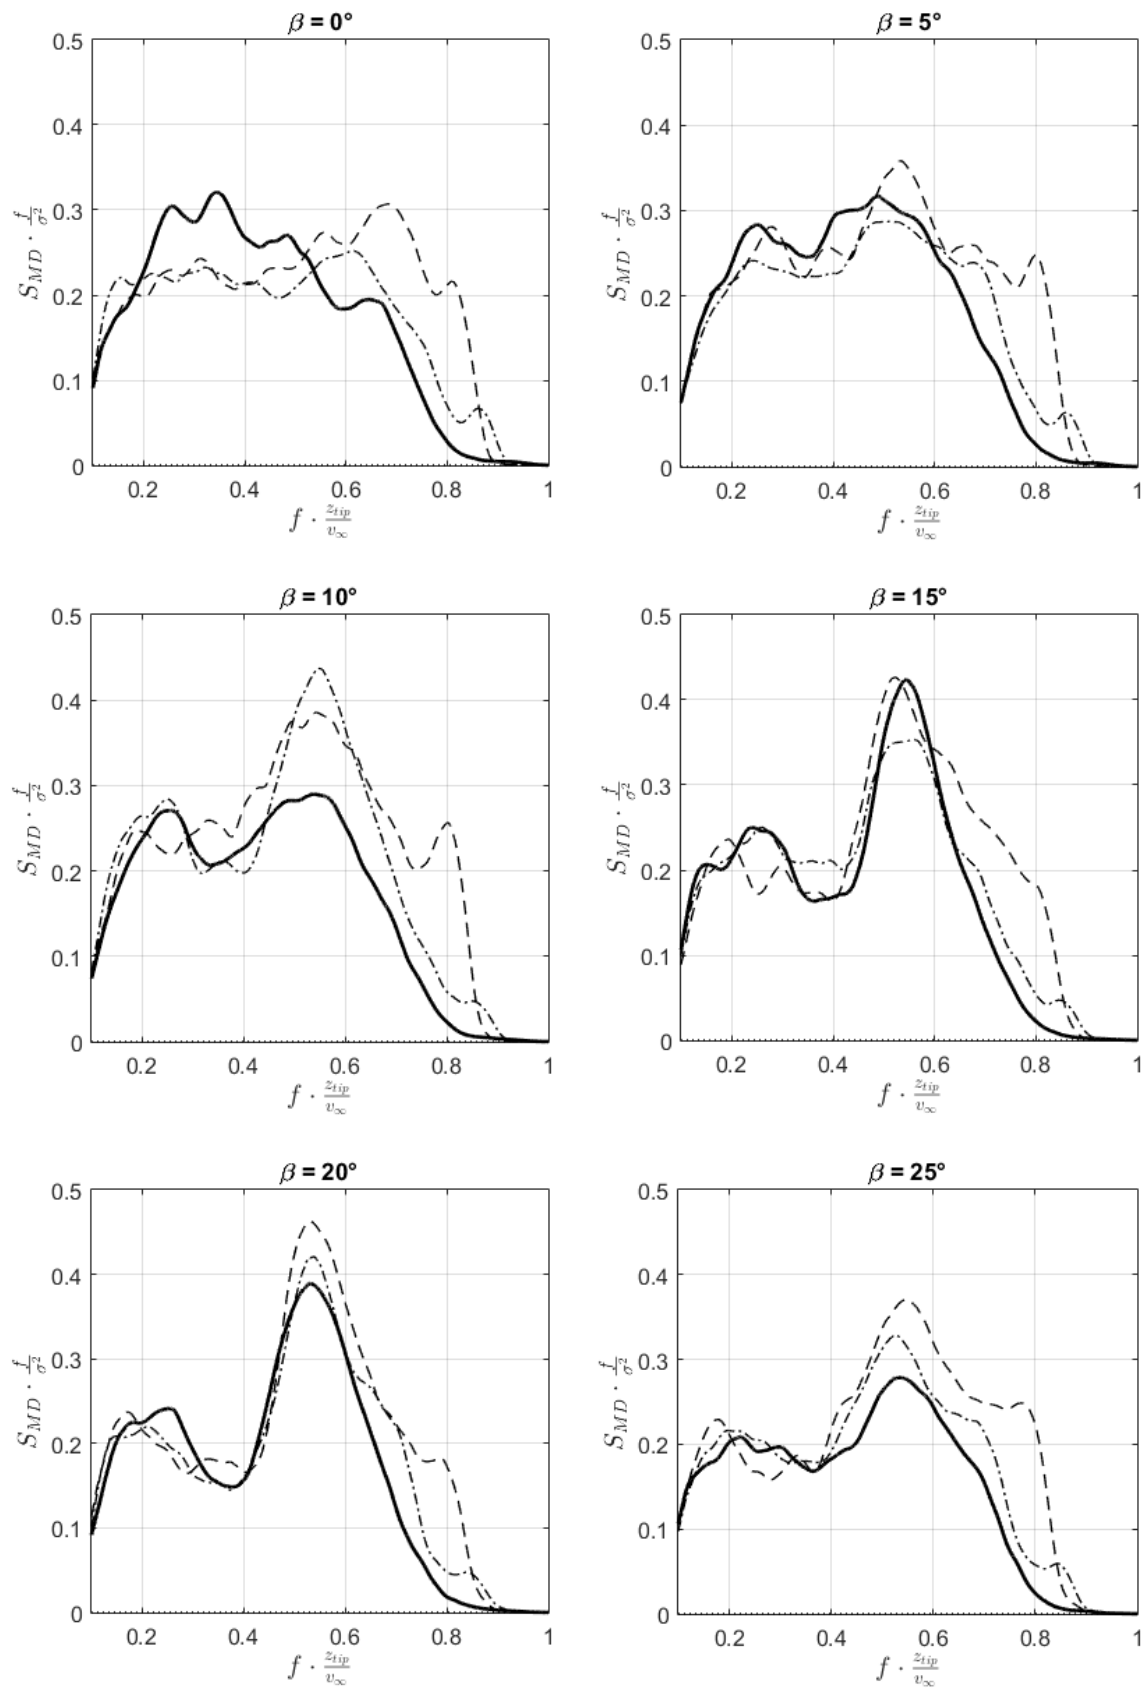 β = 0°
0.5
0.4
0.3
0.2
0.1
0
S_MD · f/σ²
0.2 0.4 0.6 0.8 1
f · z_tip/v_∞
β = 5°
0.5
0.4
0.3
0.2
0.1
0
S_MD · f/σ²
0.2 0.4 0.6 0.8 1
f · z_tip/v_∞
β = 10°
0.5
0.4
0.3
0.2
0.1
0
S_MD · f/σ²
0.2 0.4 0.6 0.8 1
f · z_tip/v_∞
β = 15°
0.5
0.4
0.3
0.2
0.1
0
S_MD · f/σ²
0.2 0.4 0.6 0.8 1
f · z_tip/v_∞
β = 20°
0.5
0.4
0.3
0.2
0.1
0
S_MD · f/σ²
0.2 0.4 0.6 0.8 1
f · z_tip/v_∞
β = 25°
0.5
0.4
0.3
0.2
0.1
0
S_MD · f/σ²
0.2 0.4 0.6 0.8 1
f · z_tip/v_∞